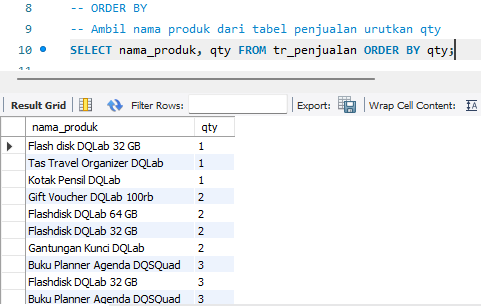 8 -- ORDER BY
9 -- Ambil nama produk dari tabel penjualan urutkan qty
10 SELECT nama_produk, qty FROM tr_penjualan ORDER BY qty;
11
Result Grid Filter Rows: Export: Wrap Cell Content: IA
nama_produk qty
Flash disk DQLab 32 GB 1
Tas Travel Organizer DQLab 1
Kotak Pensil DQLab 1
Gift Voucher DQLab 100rb 2
Flashdisk DQLab 64 GB 2
Flashdisk DQLab 32 GB 2
Gantungan Kunci DQLab 2
Buku Planner Agenda DQSQuad 3
Flashdisk DQLab 32 GB 3
Buku Planner Agenda DQSQuad 3